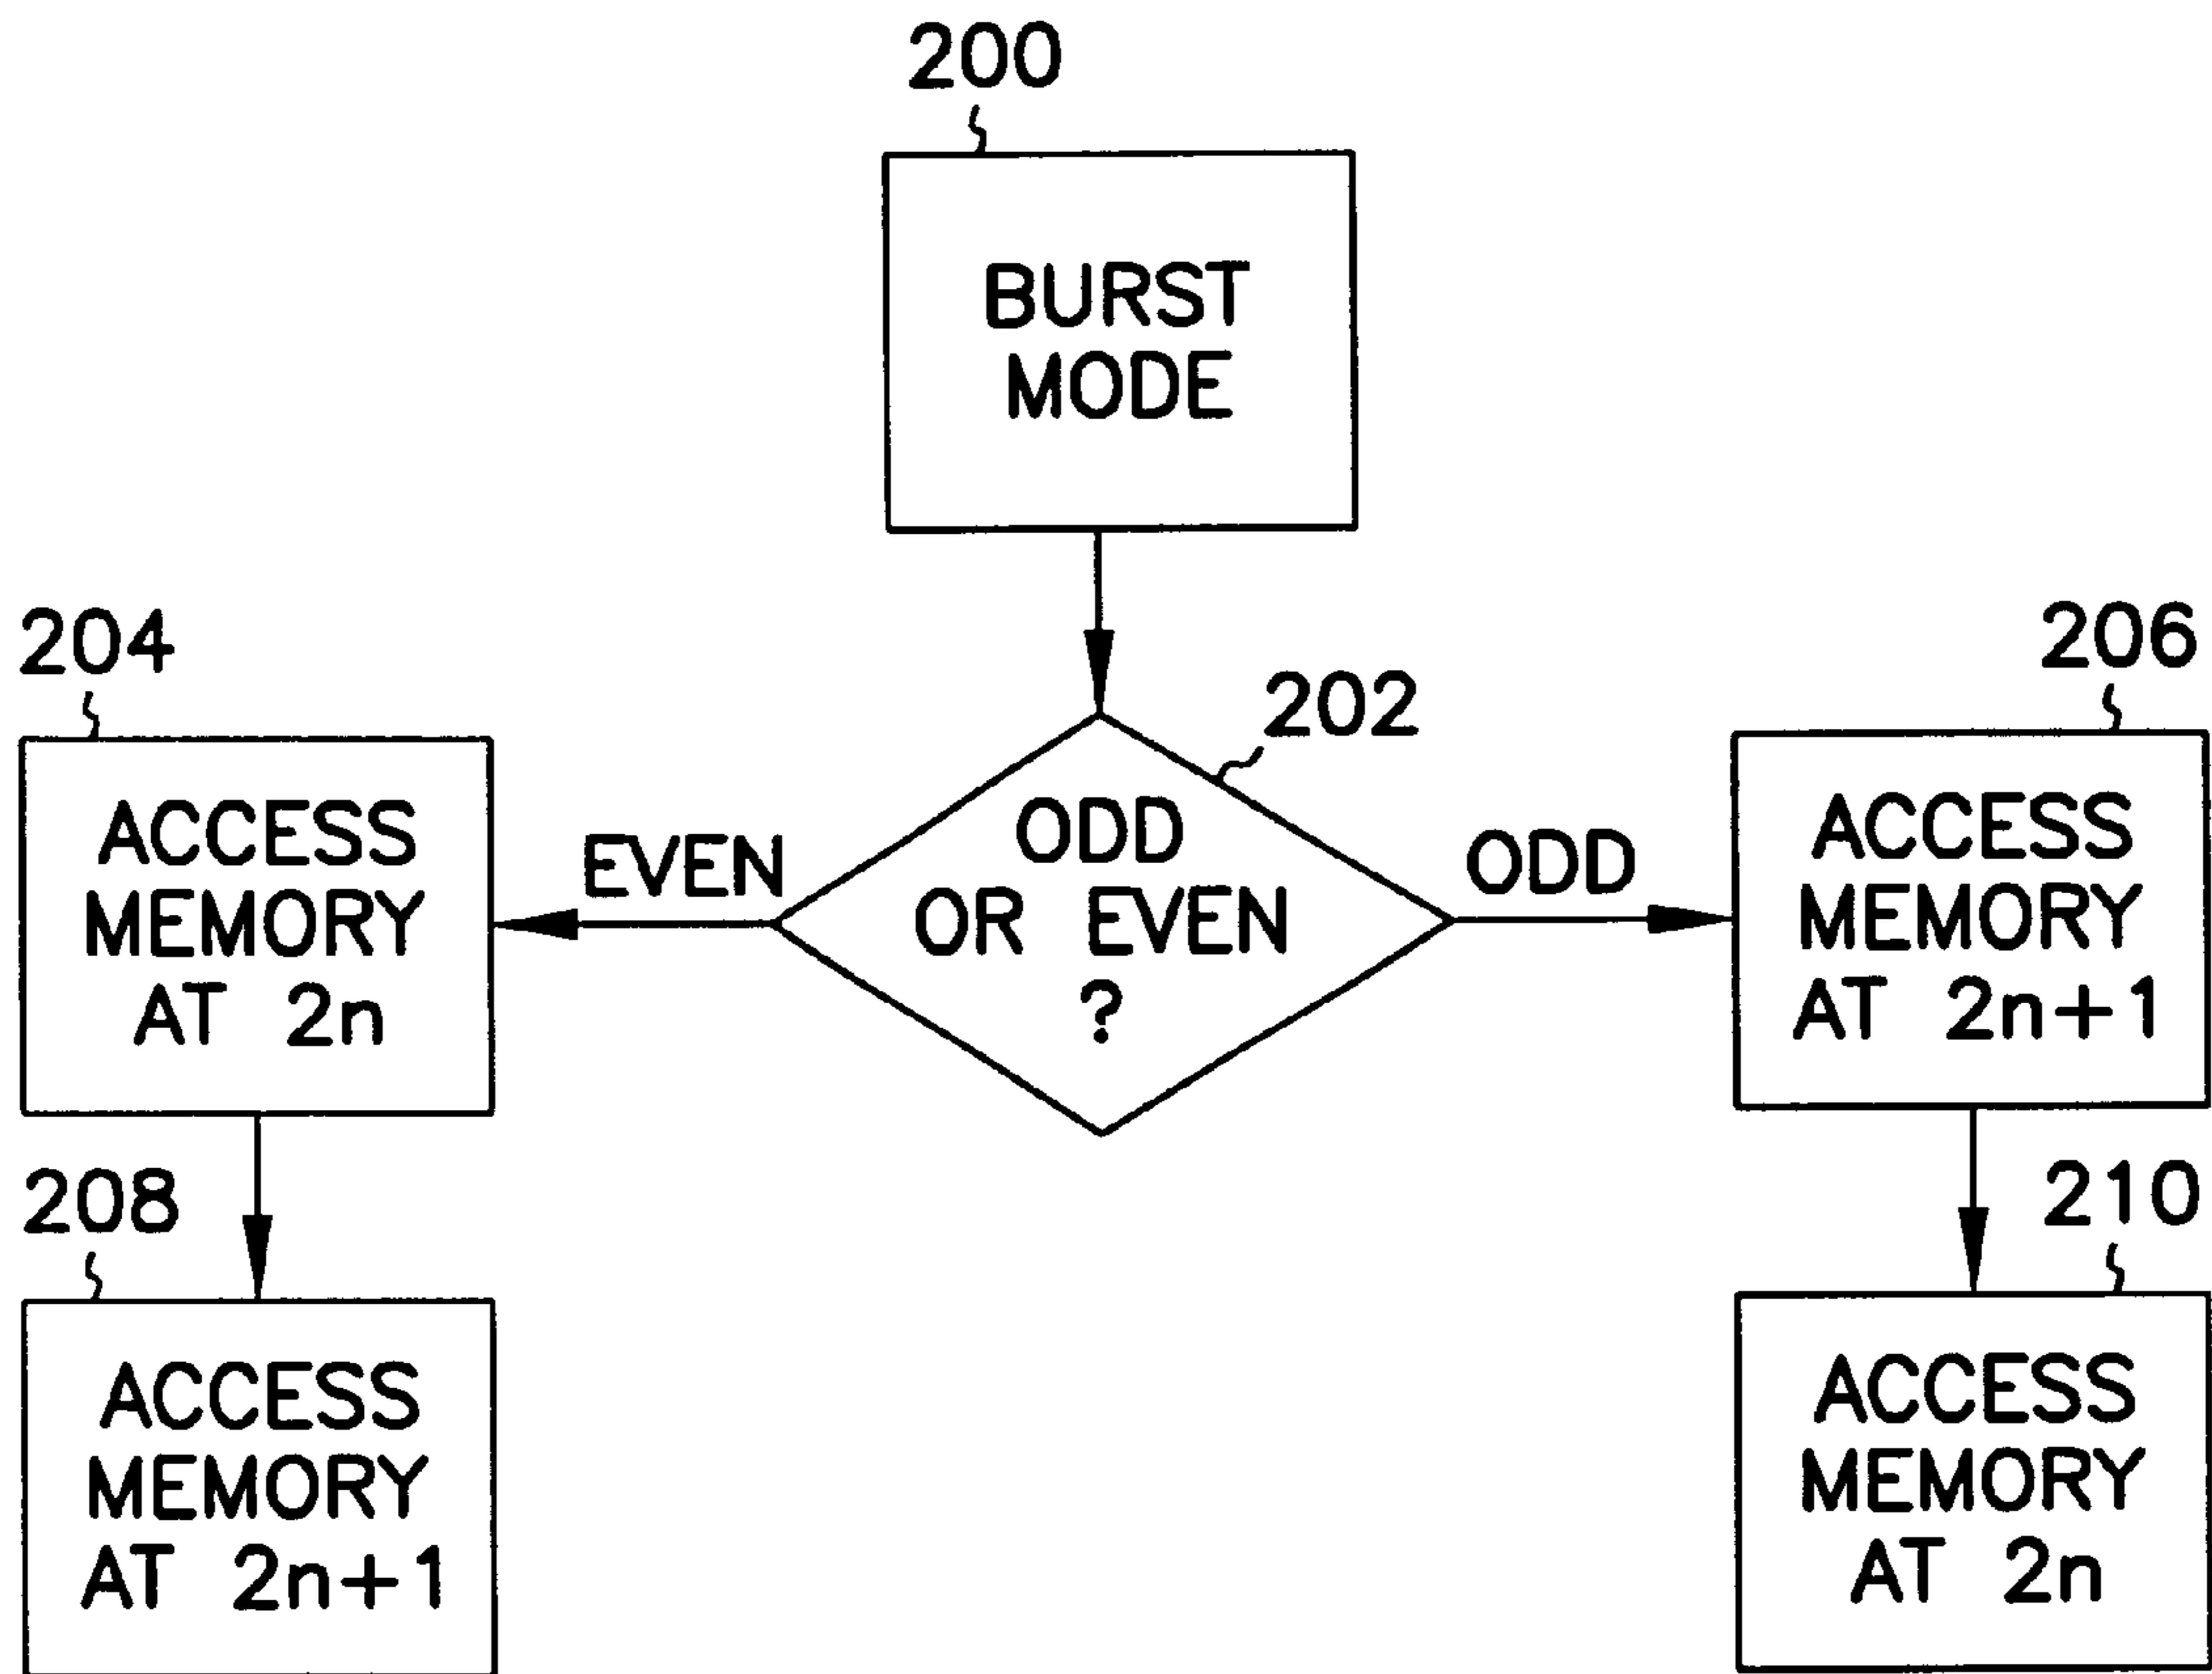 200
BURST
MODE
204
206
202
ACCESS
MEMORY
AT 2n
EVEN
ODD
OR EVEN
?
ODD
ACCESS
MEMORY
AT 2n+1
208
210
ACCESS
MEMORY
AT 2n+1
ACCESS
MEMORY
AT 2n